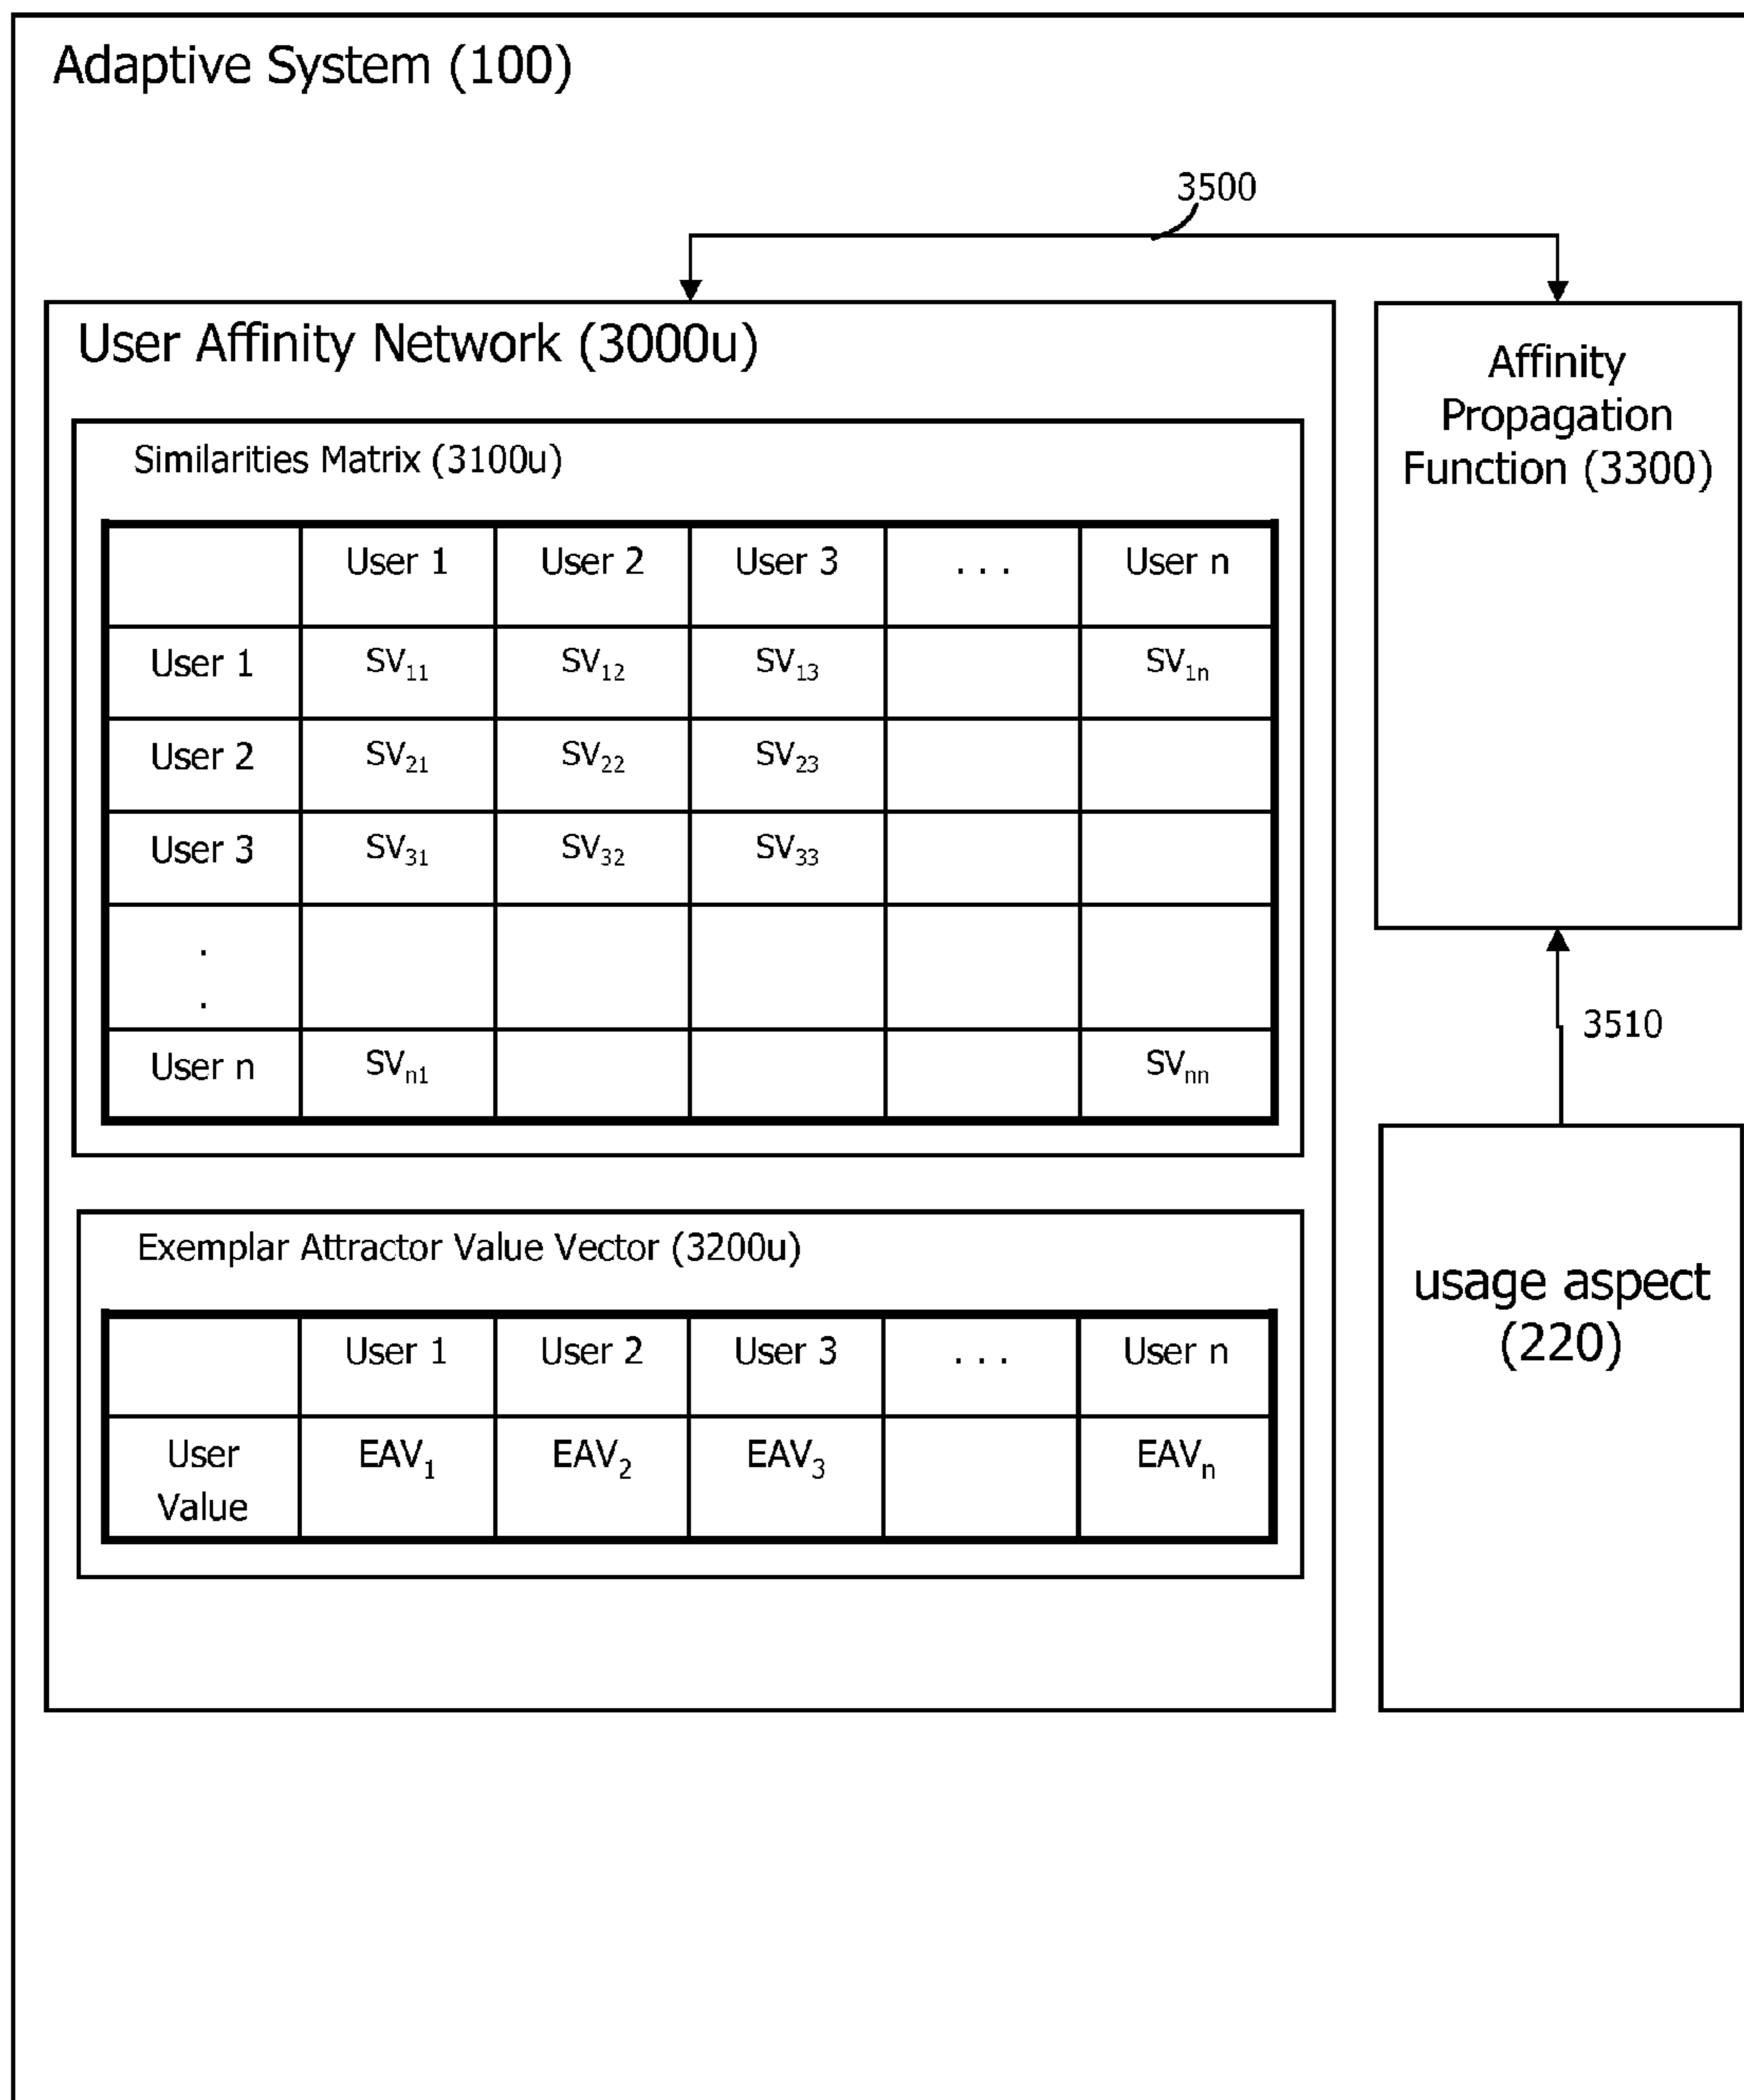 Adaptive System (100)
3500
User Affinity Network (3000u)
Similarities Matrix (3100u)
User 1 User 2 User 3 . . . User n
User 1 SV₁₁ SV₁₂ SV₁₃ SV₁ₙ
User 2 SV₂₁ SV₂₂ SV₂₃
User 3 SV₃₁ SV₃₂ SV₃₃
.
.
User n SVₙ₁ SVₙₙ
Exemplar Attractor Value Vector (3200u)
User 1 User 2 User 3 . . . User n
User EAV₁ EAV₂ EAV₃ EAVₙ
Value
Affinity
Propagation
Function (3300)
3510
usage aspect
(220)